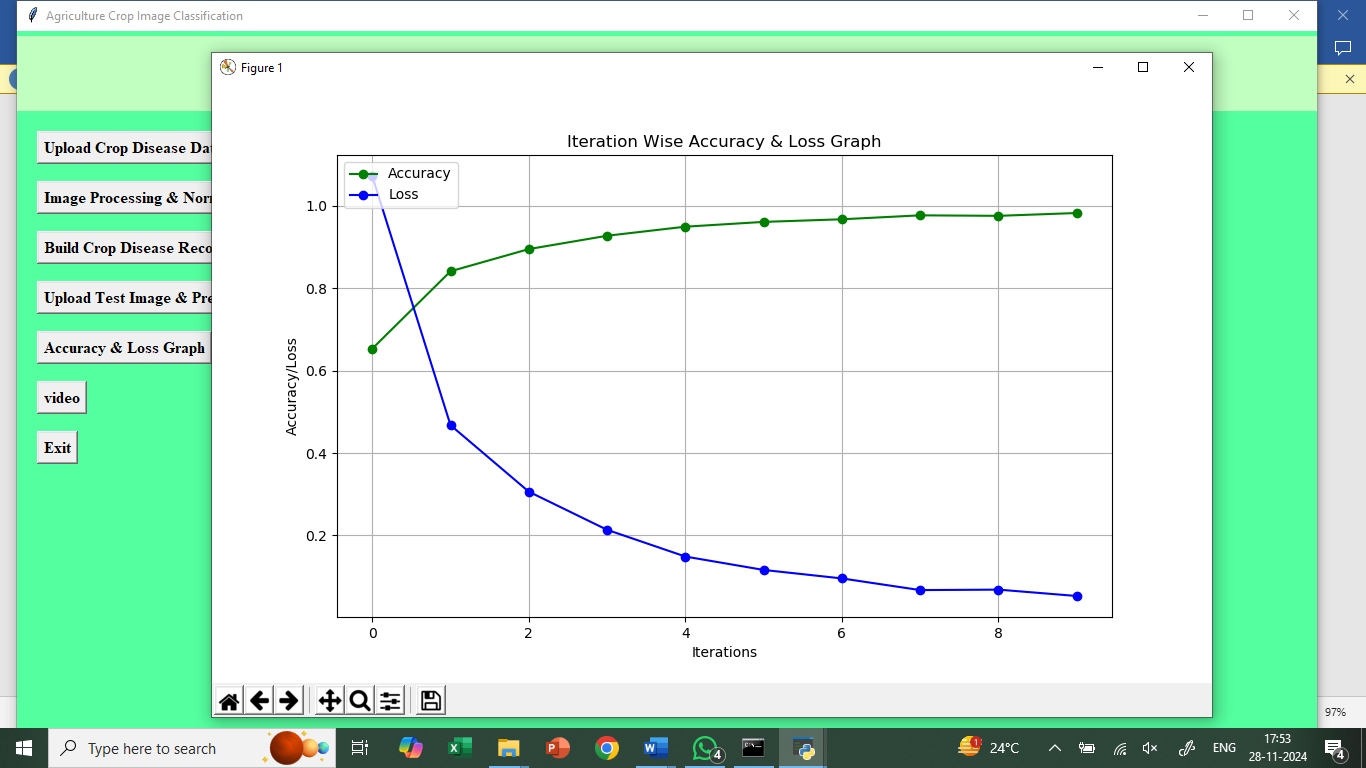 Agriculture Crop Image Classification
Figure 1
Upload Crop Disease Da
Image Processing & Nor
Build Crop Disease Reco
Upload Test Image & Pre
Accuracy & Loss Graph
video
Exit
Iteration Wise Accuracy & Loss Graph
Accuracy
Loss
1.0
0.8
0.6
0.4
0.2
Accuracy/Loss
0 2 4 6 8
Iterations
97%
Type here to search
4
1
24°C
ENG
17:53
28-11-2024
4